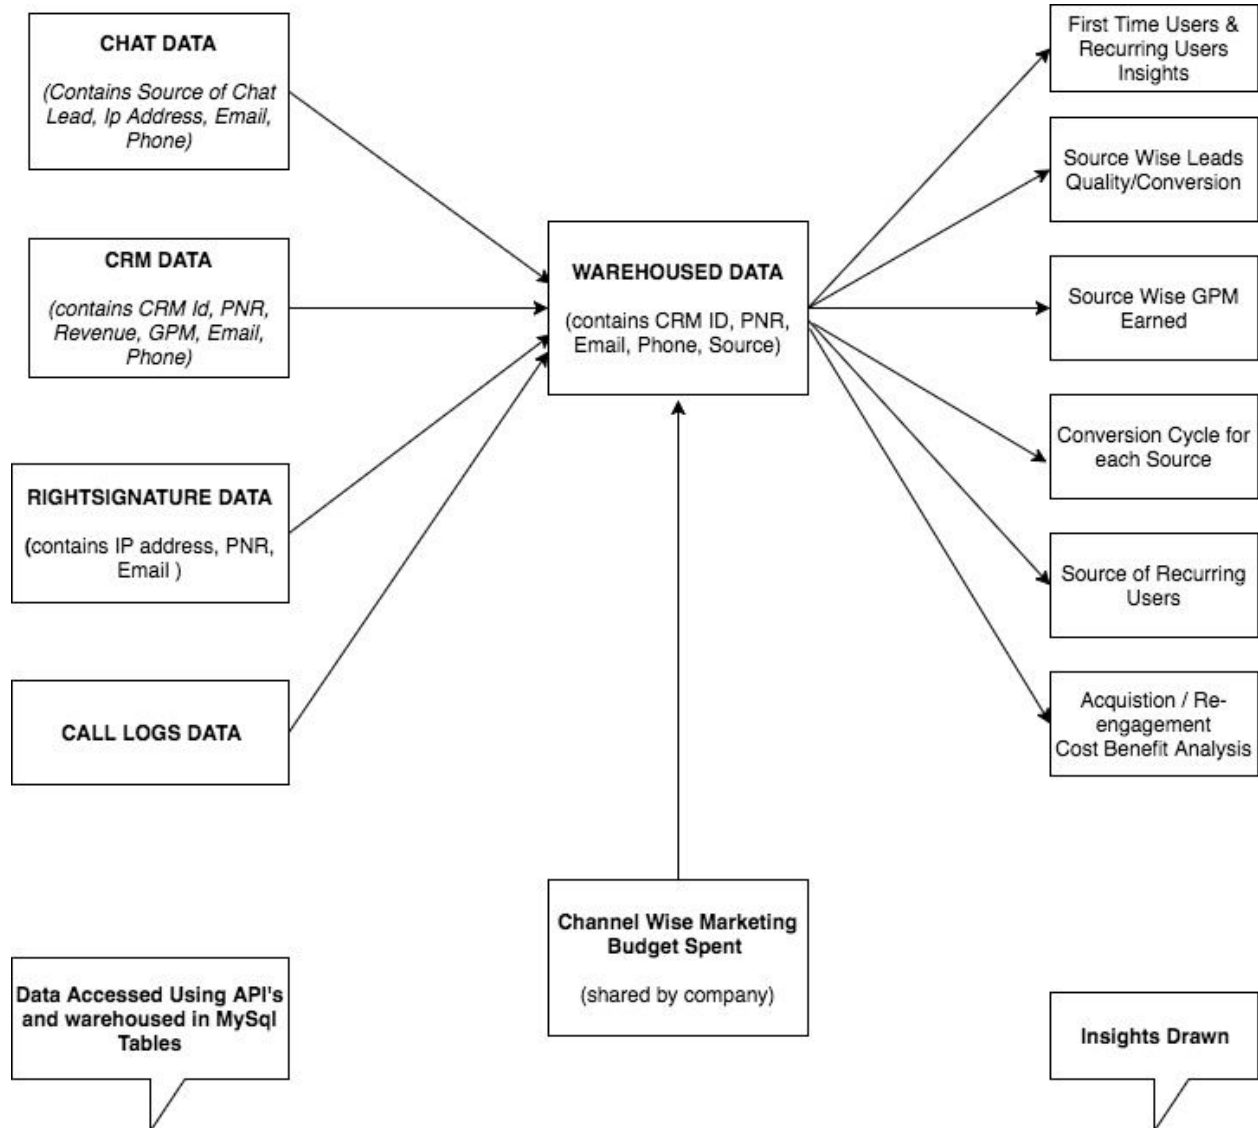 CHAT DATA
(Contains Source of Chat
Lead, Ip Address, Email,
Phone)
CRM DATA
(contains CRM Id, PNR,
Revenue, GPM, Email,
Phone)
RIGHTSIGNATURE DATA
(contains IP address, PNR,
Email )
CALL LOGS DATA
Data Accessed Using API's
and warehoused in MySql
Tables
WAREHOUSED DATA
(contains CRM ID, PNR,
Email, Phone, Source)
Channel Wise Marketing
Budget Spent
(shared by company)
First Time Users &
Recurring Users
Insights
Source Wise Leads
Quality/Conversion
Source Wise GPM
Earned
Conversion Cycle for
each Source
Source of Recurring
Users
Acquistion / Re-
engagement
Cost Benefit Analysis
Insights Drawn